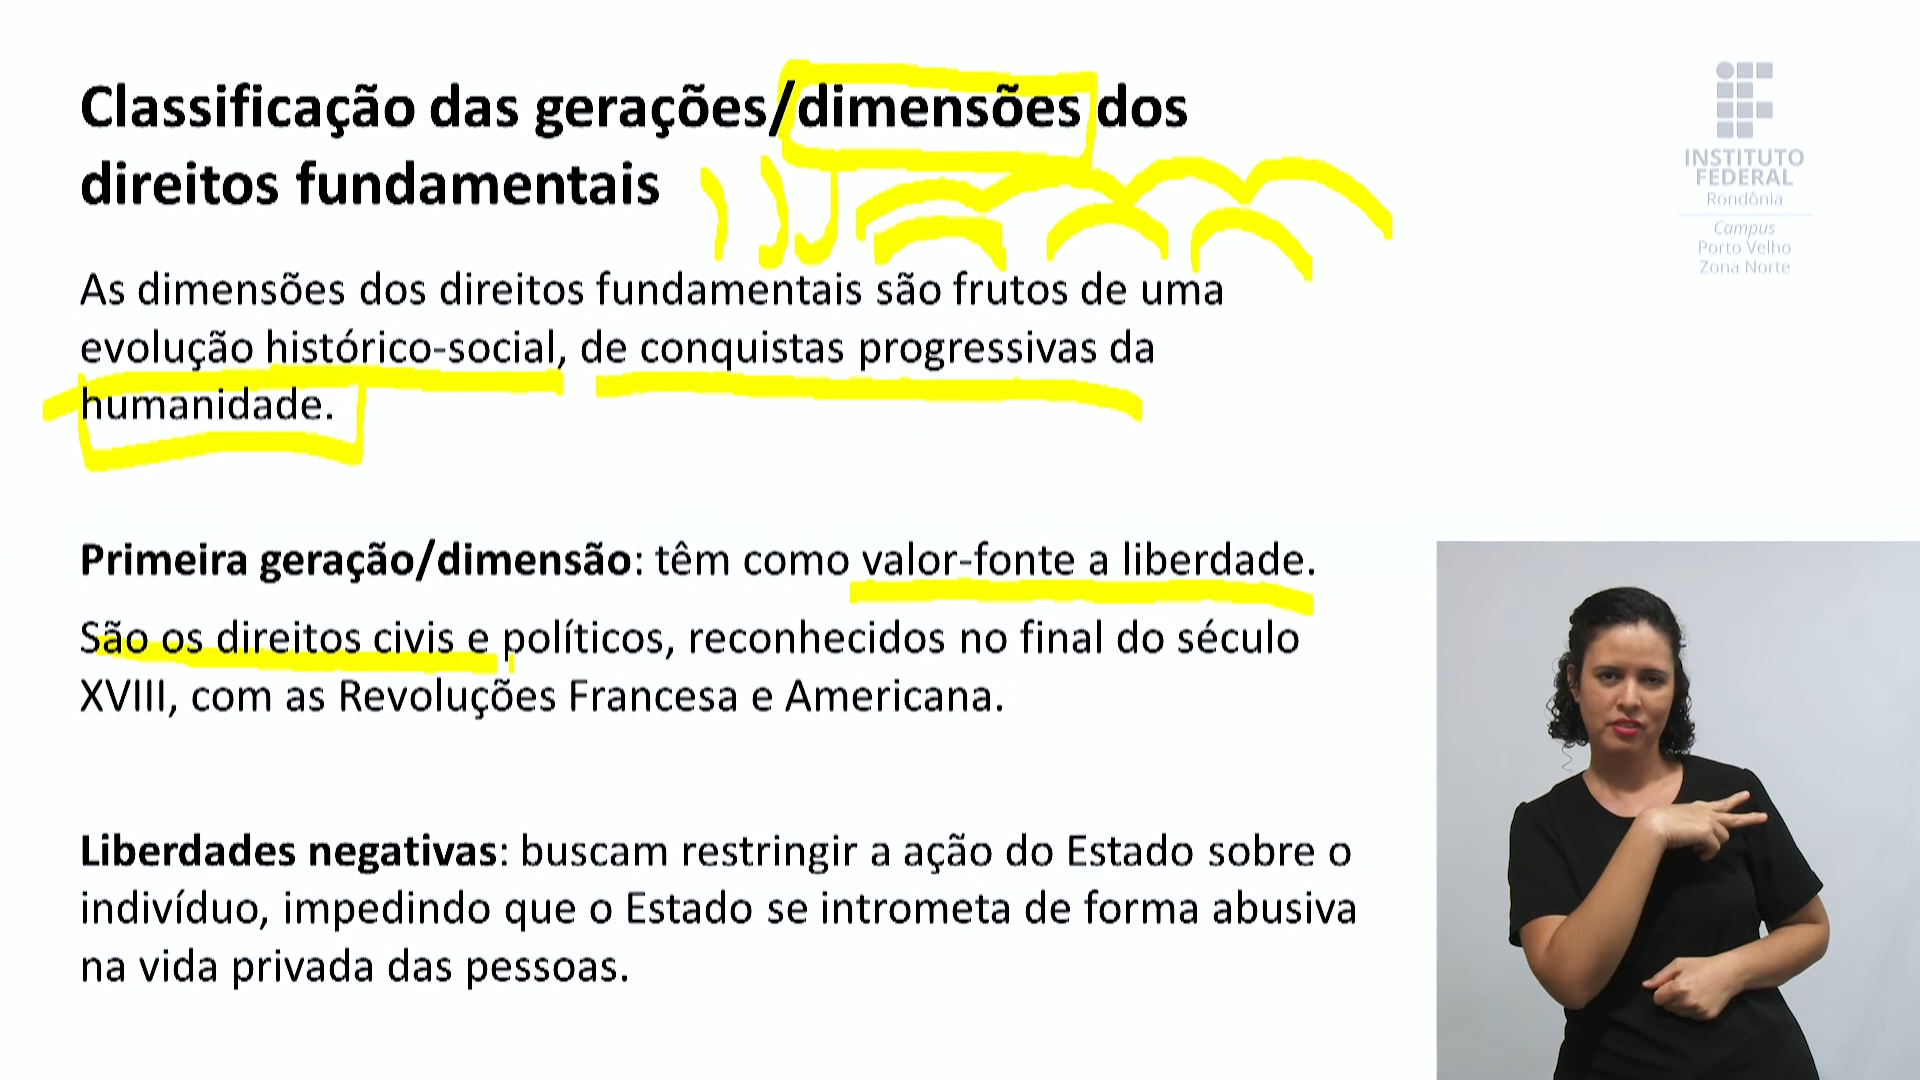 Classificação das gerações/dimensões dos
direitos fundamentais
As dimensões dos direitos fundamentais são frutos de uma
evolução histórico-social, de conquistas progressivas da
humanidade.
Primeira geração/dimensão: têm como valor-fonte a liberdade.
São os direitos civis e políticos, reconhecidos no final do século
XVIII, com as Revoluções Francesa e Americana.
Liberdades negativas: buscam restringir a ação do Estado sobre o
indivíduo, impedindo que o Estado se intrometa de forma abusiva
na vida privada das pessoas.
INSTITUTO
FEDERAL
Rondônia
Campus
Porto Velho
Zona Norte